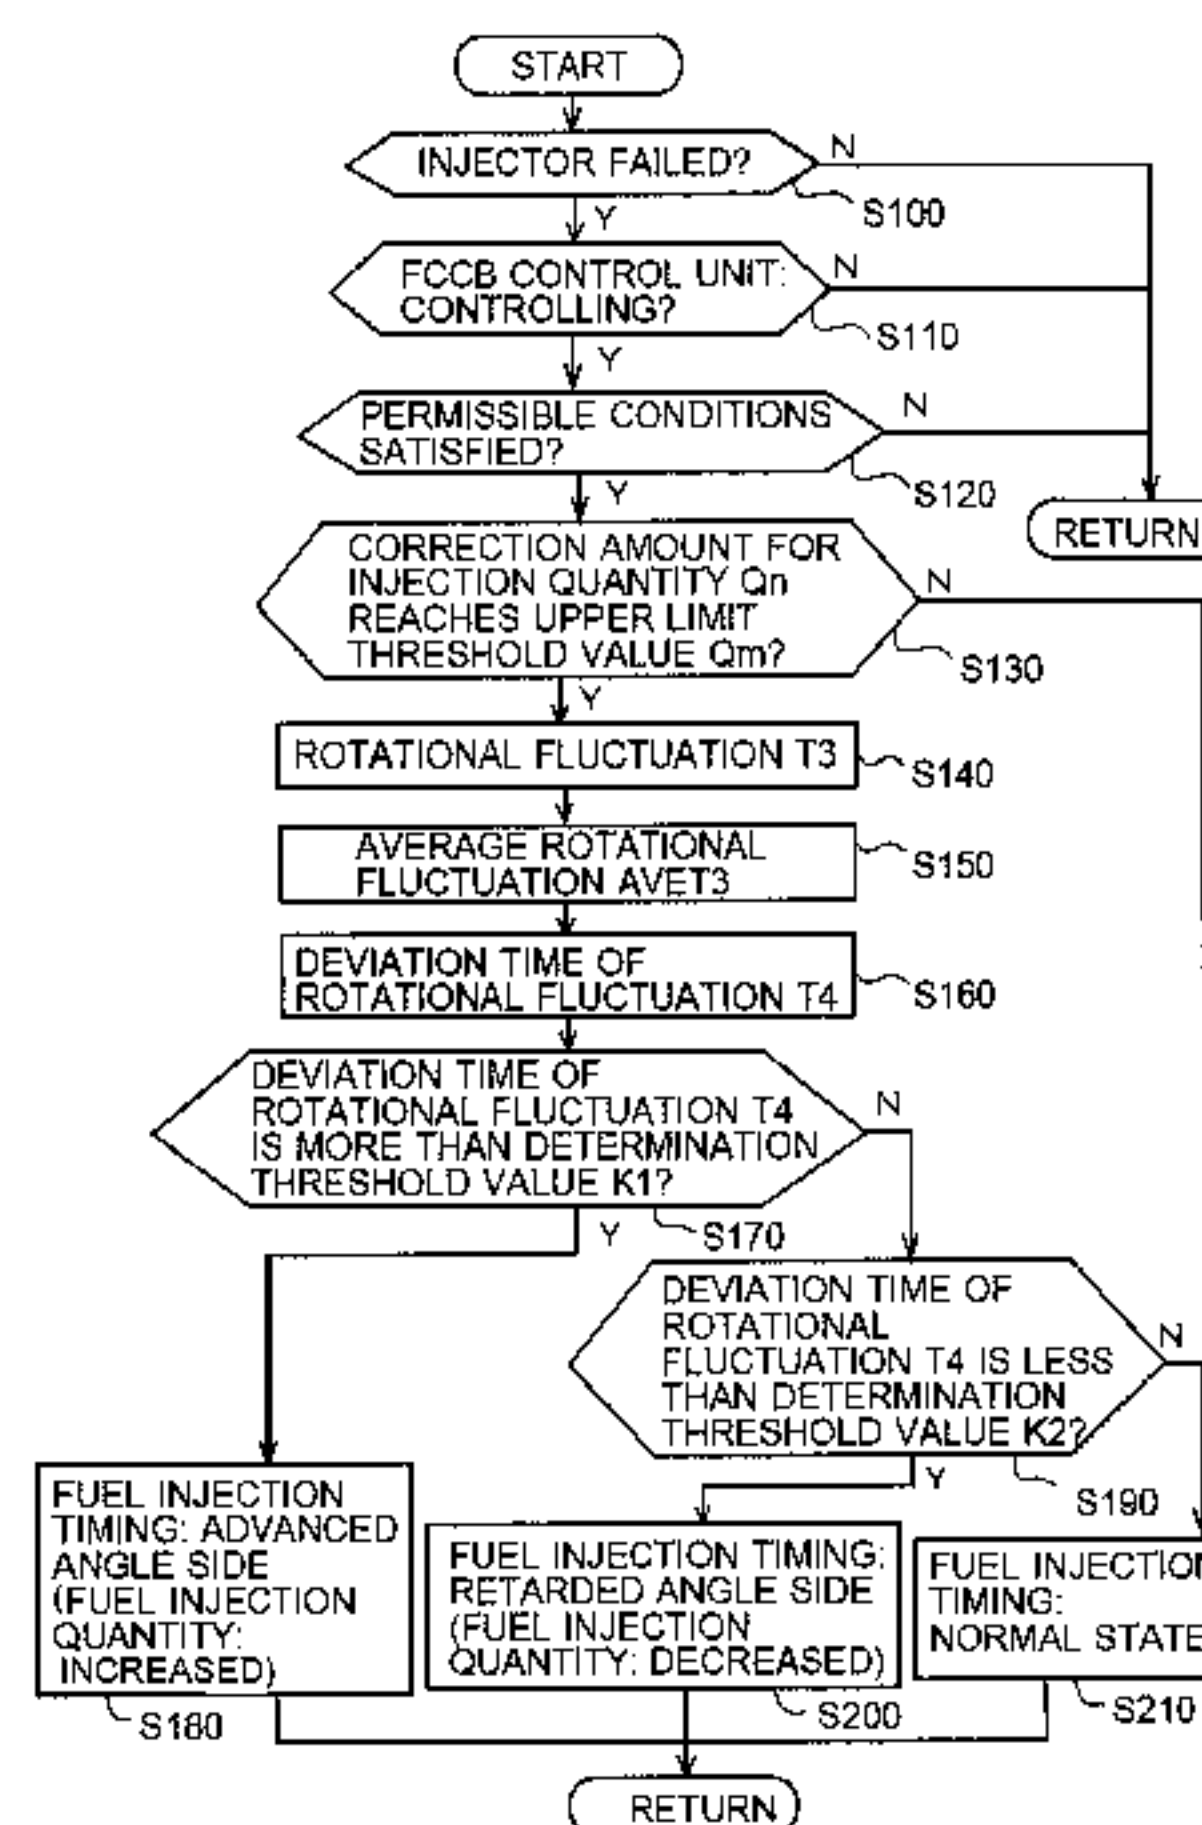 START
INJECTOR FAILED?
N
S100
Y
FCCB CONTROL UNIT:
CONTROLLING?
N
S110
Y
PERMISSIBLE CONDITIONS
SATISFIED?
N
S120
Y
RETURN
CORRECTION AMOUNT FOR
INJECTION QUANTITY Qn
REACHES UPPER LIMIT
THRESHOLD VALUE Qm?
N
S130
Y
ROTATIONAL FLUCTUATION T3
S140
AVERAGE ROTATIONAL
FLUCTUATION AVET3
S150
DEVIATION TIME OF
ROTATIONAL FLUCTUATION T4
S160
DEVIATION TIME OF
ROTATIONAL FLUCTUATION T4
IS MORE THAN DETERMINATION
THRESHOLD VALUE K1?
N
Y
S170
DEVIATION TIME OF
ROTATIONAL
FLUCTUATION T4 IS LESS
THAN DETERMINATION
THRESHOLD VALUE K2?
N
Y
S190
FUEL INJECTION
TIMING: ADVANCED
ANGLE SIDE
(FUEL INJECTION
QUANTITY:
INCREASED)
S180
FUEL INJECTION TIMING:
RETARDED ANGLE SIDE
(FUEL INJECTION
QUANTITY: DECREASED)
S200
FUEL INJECTION
TIMING:
NORMAL STATE
S210
RETURN